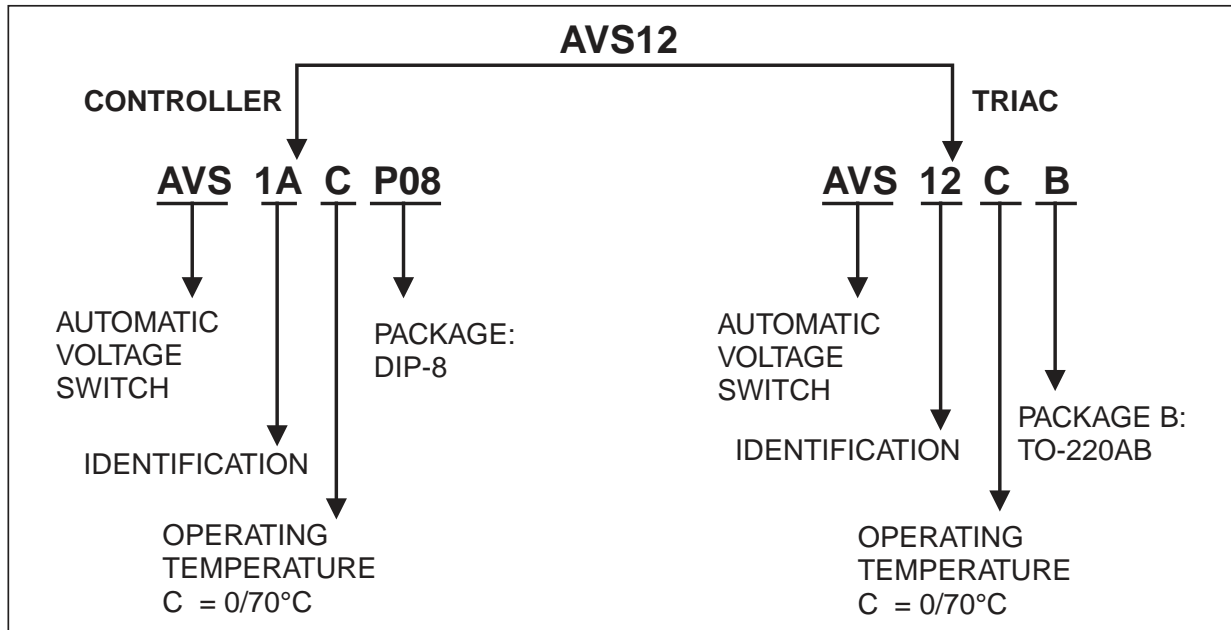 AVS12
CONTROLLER
TRIAC
AVS 1A C P08
AVS 12 C B
AUTOMATIC
VOLTAGE
SWITCH
PACKAGE:
DIP-8
IDENTIFICATION
OPERATING
TEMPERATURE
C = 0/70°C
AUTOMATIC
VOLTAGE
SWITCH
PACKAGE B:
TO-220AB
IDENTIFICATION
OPERATING
TEMPERATURE
C = 0/70°C